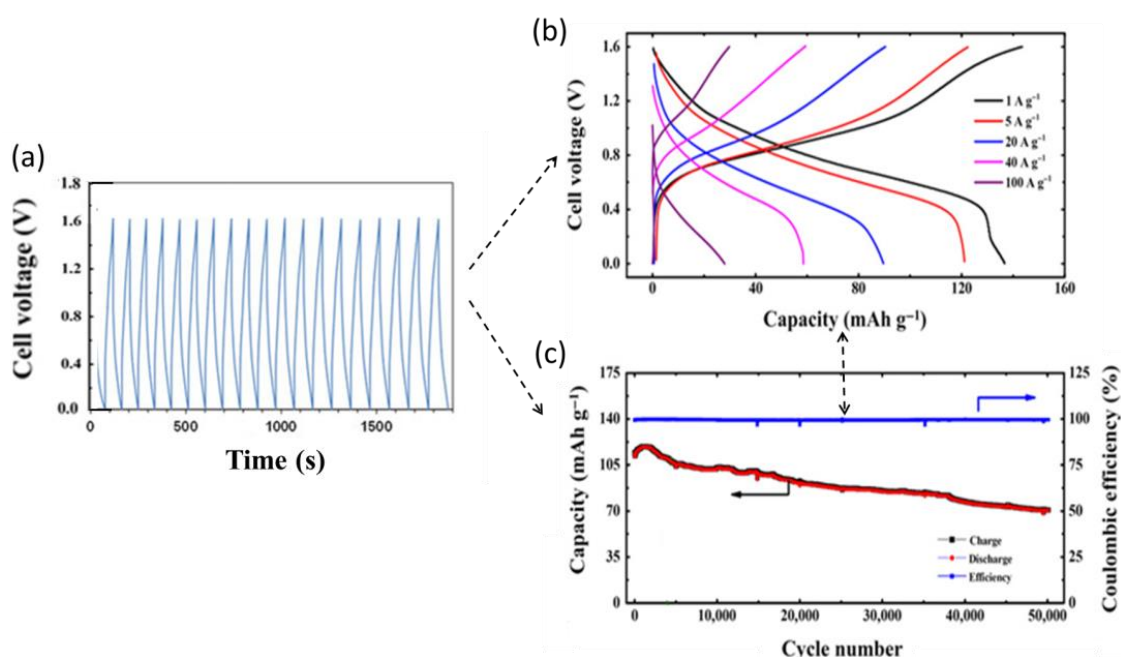 (a)
Cell voltage (V)
1.8
1.6
1.2
0.8
0.4
0.0
0
500
1000
1500
Time (s)
(b)
Cell voltage (V)
1.6
1.2
0.8
0.4
0.0
1 A g⁻¹
5 A g⁻¹
20 A g⁻¹
40 A g⁻¹
100 A g⁻¹
0
40
80
120
160
Capacity (mAh g⁻¹)
(c)
Capacity (mAh g⁻¹)
175
140
105
70
35
0
125
100
75
50
25
0
Coulombic efficiency (%)
Charge
Discharge
Efficiency
0
10,000
20,000
30,000
40,000
50,000
Cycle number